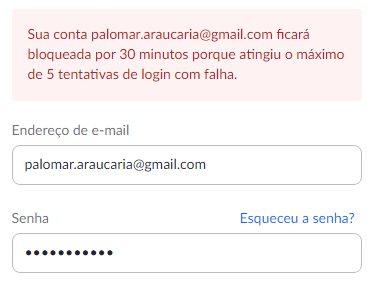 Sua conta palomar.araucaria@gmail.com ficará
bloqueada por 30 minutos porque atingiu o máximo
de 5 tentativas de login com falha.
Endereço de e-mail
palomar.araucaria@gmail.com
Senha Esqueceu a senha?
•••••••••••